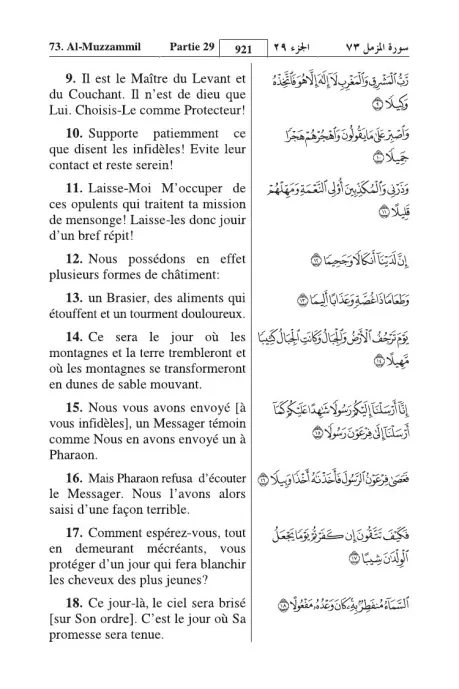 73. Al-Muzzammil Partie 29 921 الجزء ٢٩ سورة المزمل ٧٣
9. Il est le Maître du Levant et
du Couchant. Il n’est de dieu que
Lui. Choisis-Le comme Protecteur!
10. Supporte patiemment ce
que disent les infidèles! Evite leur
contact et reste serein!
11. Laisse-Moi M’occuper de
ces opulents qui traitent ta mission
de mensonge! Laisse-les donc jouir
d’un bref répit!
12. Nous possédons en effet
plusieurs formes de châtiment:
13. un Brasier, des aliments qui
étouffent et un tourment douloureux.
14. Ce sera le jour où les
montagnes et la terre trembleront et
où les montagnes se transformeront
en dunes de sable mouvant.
15. Nous vous avons envoyé [à
vous infidèles], un Messager témoin
comme Nous en avons envoyé un à
Pharaon.
16. Mais Pharaon refusa d’écouter
le Messager. Nous l’avons alors
saisi d’une façon terrible.
17. Comment espérez-vous, tout
en demeurant mécréants, vous
protéger d’un jour qui fera blanchir
les cheveux des plus jeunes?
18. Ce jour-là, le ciel sera brisé
[sur Son ordre]. C’est le jour où Sa
promesse sera tenue.
رَّبُّ ٱلْمَشْرِقِ وَٱلْمَغْرِبِ لَآ إِلَٰهَ إِلَّا هُوَ فَٱتَّخِذْهُ
وَكِيلًا ۝٩
وَٱصْبِرْ عَلَىٰ مَا يَقُولُونَ وَٱهْجُرْهُمْ هَجْرًا
جَمِيلًا ۝١٠
وَذَرْنِى وَٱلْمُكَذِّبِينَ أُو۟لِى ٱلنَّعْمَةِ وَمَهِّلْهُمْ
قَلِيلًا ۝١١
إِنَّ لَدَيْنَآ أَنكَالًا وَجَحِيمًا ۝١٢
وَطَعَامًا ذَا غُصَّةٍ وَعَذَابًا أَلِيمًا ۝١٣
يَوْمَ تَرْجُفُ ٱلْأَرْضُ وَٱلْجِبَالُ وَكَانَتِ ٱلْجِبَالُ كَثِيبًا
مَّهِيلًا ۝١٤
إِنَّآ أَرْسَلْنَآ إِلَيْكُمْ رَسُولًا شَٰهِدًا عَلَيْكُمْ كَمَآ
أَرْسَلْنَآ إِلَىٰ فِرْعَوْنَ رَسُولًا ۝١٥
فَعَصَىٰ فِرْعَوْنُ ٱلرَّسُولَ فَأَخَذْنَٰهُ أَخْذًا وَبِيلًا ۝١٦
فَكَيْفَ تَتَّقُونَ إِن كَفَرْتُمْ يَوْمًا يَجْعَلُ
ٱلْوِلْدَٰنَ شِيبًا ۝١٧
ٱلسَّمَآءُ مُنفَطِرٌۢ بِهِۦ كَانَ وَعْدُهُۥ مَفْعُولًا ۝١٨